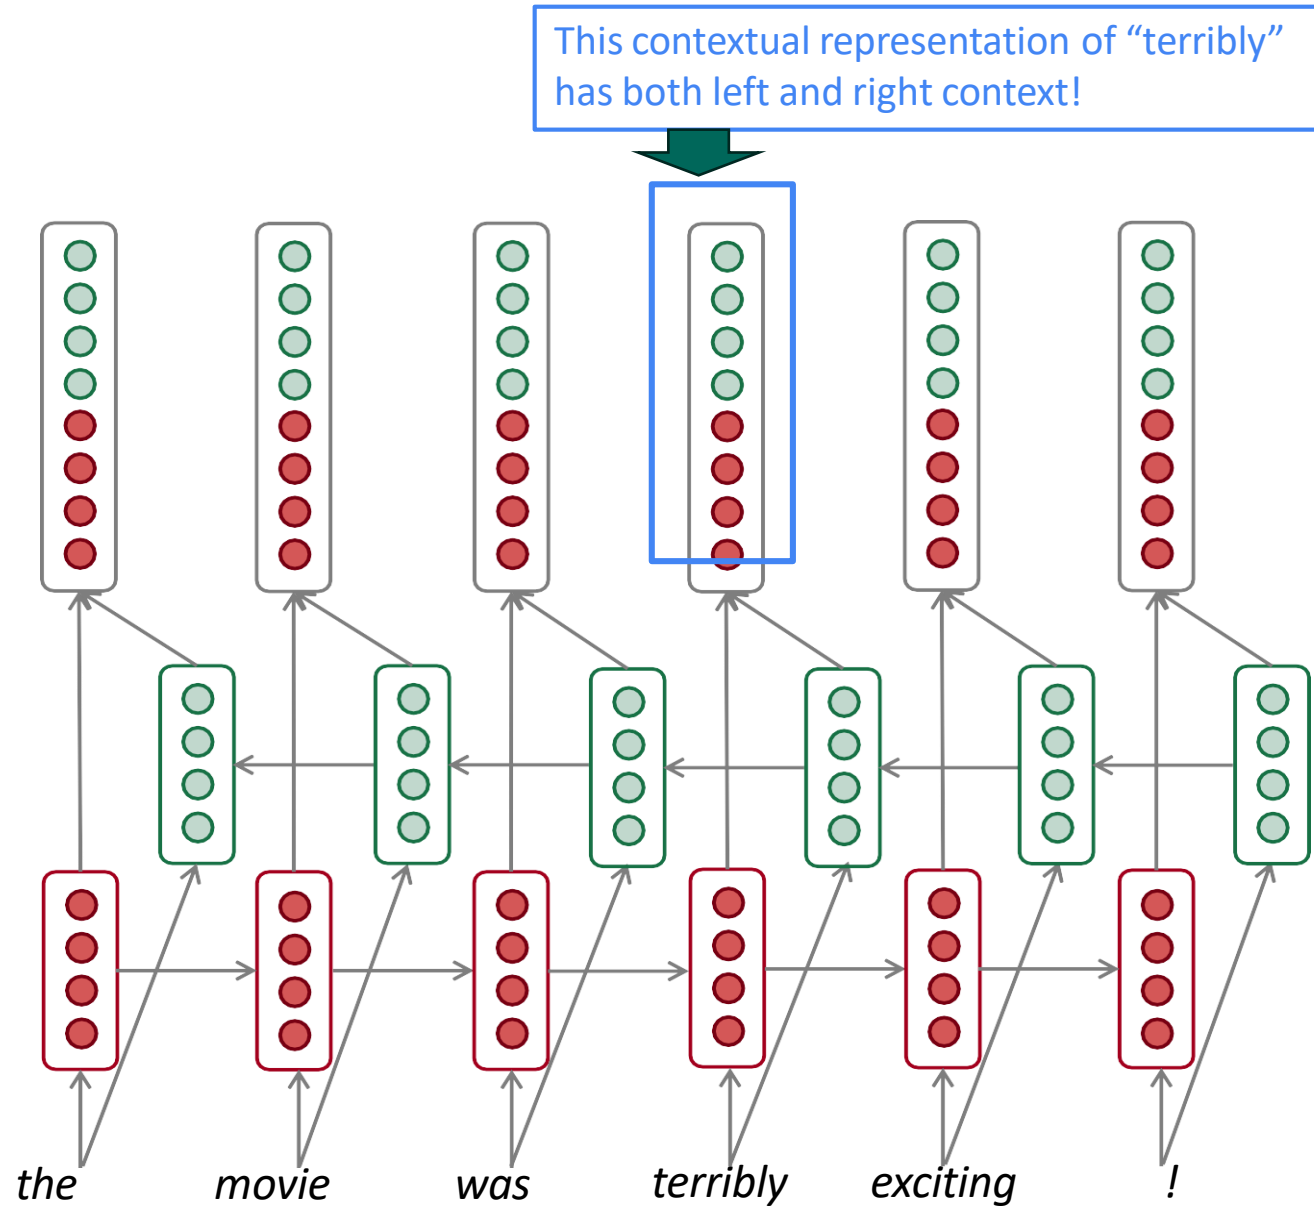 This contextual representation of “terribly”
has both left and right context!
the movie was terribly exciting !